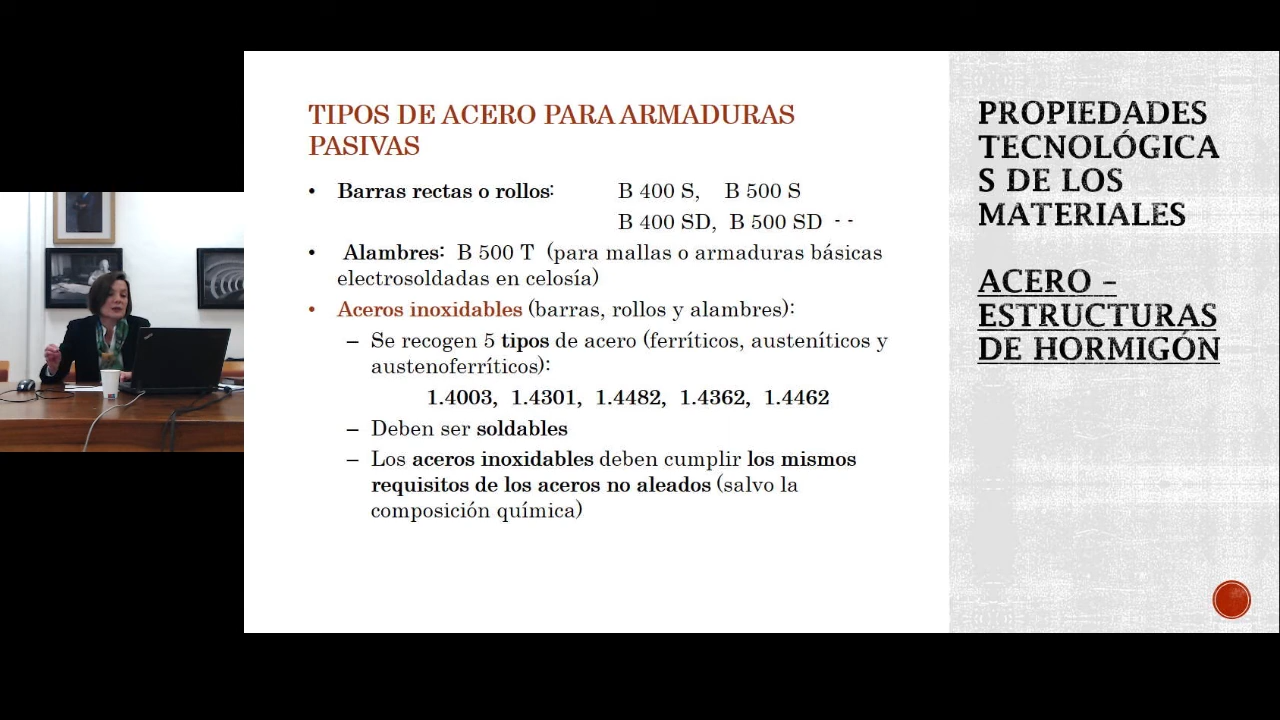 TIPOS DE ACERO PARA ARMADURAS
PASIVAS
• Barras rectas o rollos: B 400 S, B 500 S
B 400 SD, B 500 SD - -
• Alambres: B 500 T (para mallas o armaduras básicas
electrosoldadas en celosía)
• Aceros inoxidables (barras, rollos y alambres):
– Se recogen 5 tipos de acero (ferríticos, austeníticos y
austenoferríticos):
1.4003, 1.4301, 1.4482, 1.4362, 1.4462
– Deben ser soldables
– Los aceros inoxidables deben cumplir los mismos
requisitos de los aceros no aleados (salvo la
composición química)
PROPIEDADES
TECNOLÓGICA
S DE LOS
MATERIALES
ACERO –
ESTRUCTURAS
DE HORMIGÓN